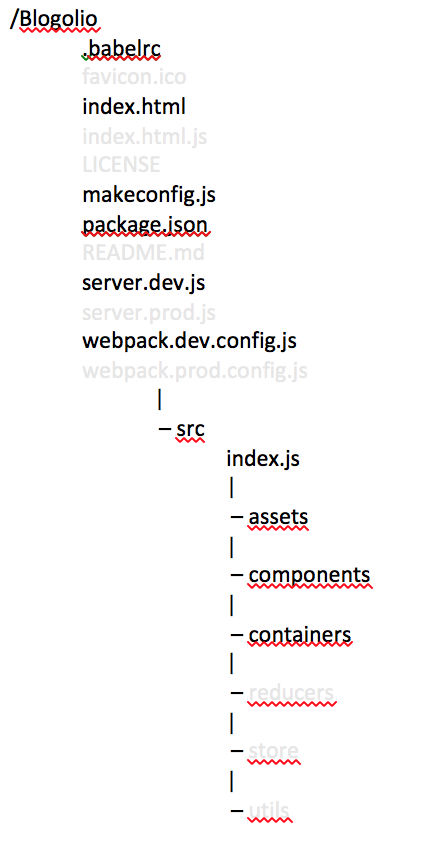 /Blogolio
.babelrc
favicon.ico
index.html
index.html.js
LICENSE
makeconfig.js
package.json
README.md
server.dev.js
server.prod.js
webpack.dev.config.js
webpack.prod.config.js
|
– src
index.js
|
– assets
|
– components
|
– containers
|
– reducers
|
– store
|
– utils